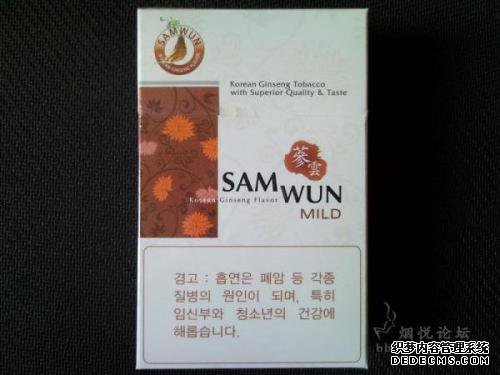 SAMWUN
Korean Ginseng Tobacco
with Superior Quality & Taste
蔘雲
SAM WUN
Korean Ginseng Flavor
MILD
경고 : 흡연은 폐암 등 각종
질병의 원인이 되며, 특히
임신부와 청소년의 건강에
해롭습니다.
烟悦论坛
织梦内容管理系统
DEDECMS.COM